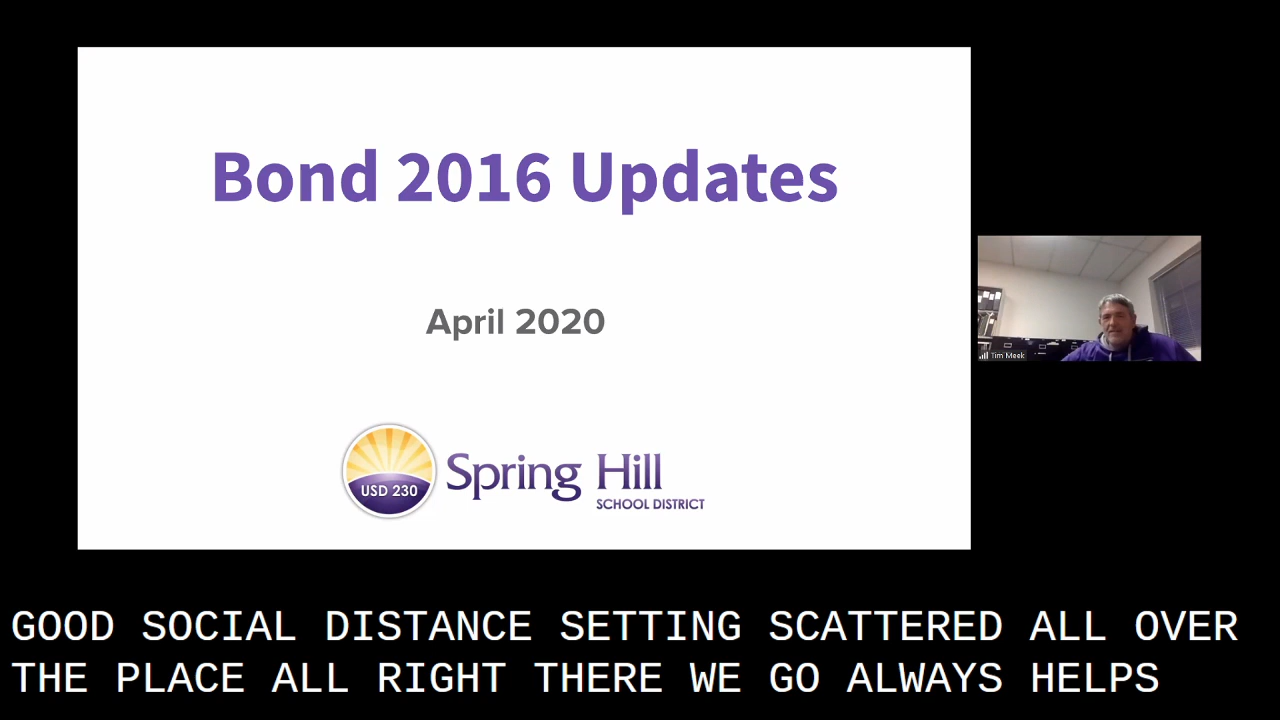 Bond 2016 Updates
April 2020
USD 230
Spring Hill
SCHOOL DISTRICT
Tim Meek
GOOD SOCIAL DISTANCE SETTING SCATTERED ALL OVER
THE PLACE ALL RIGHT THERE WE GO ALWAYS HELPS